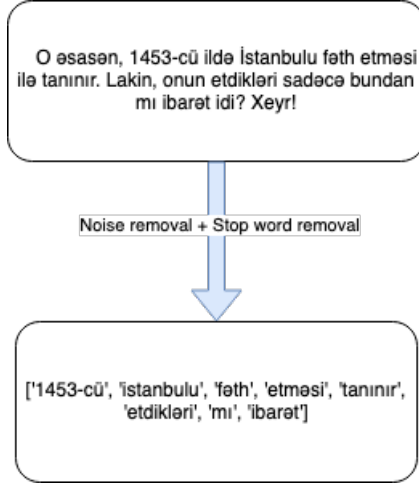 O əsasən, 1453-cü ildə İstanbulu fəth etməsi
ilə tanınır. Lakin, onun etdikləri sadəcə bundan
mı ibarət idi? Xeyr!
Noise removal + Stop word removal
['1453-cü', 'istanbulu', 'fəth', 'etməsi', 'tanınır',
'etdikləri', 'mı', 'ibarət']